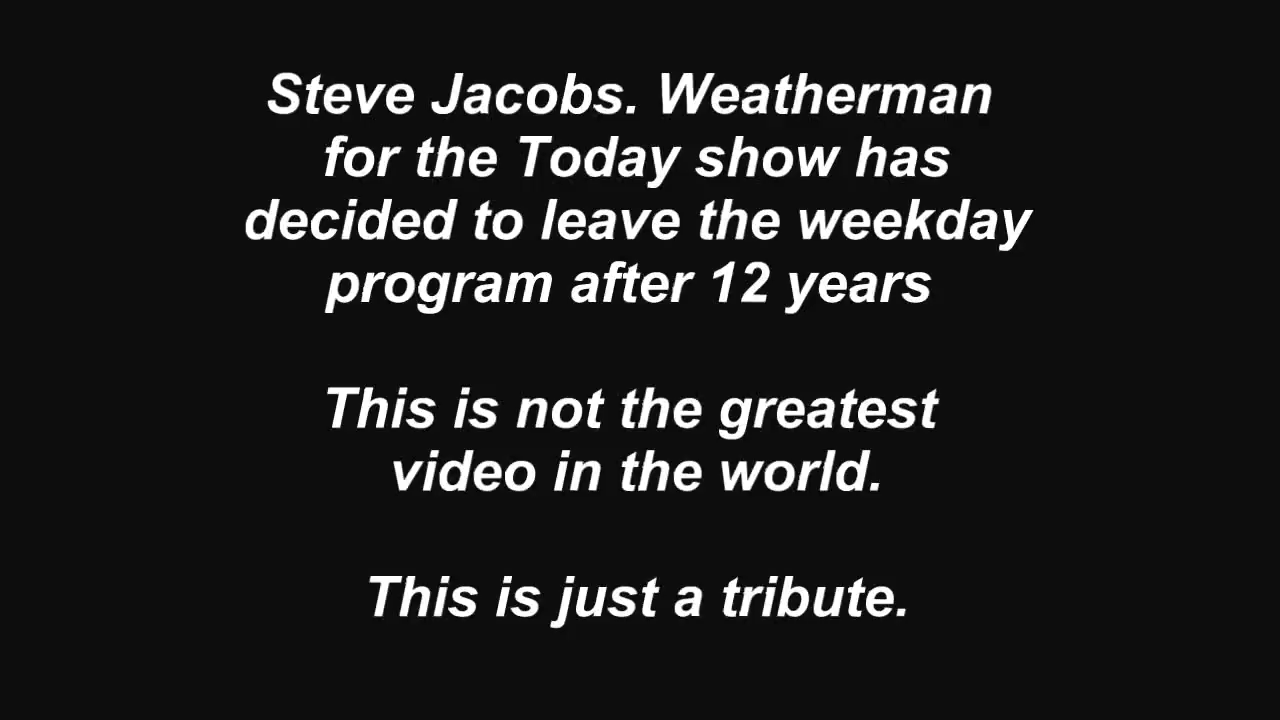 Steve Jacobs. Weatherman
for the Today show has
decided to leave the weekday
program after 12 years
This is not the greatest
video in the world.
This is just a tribute.